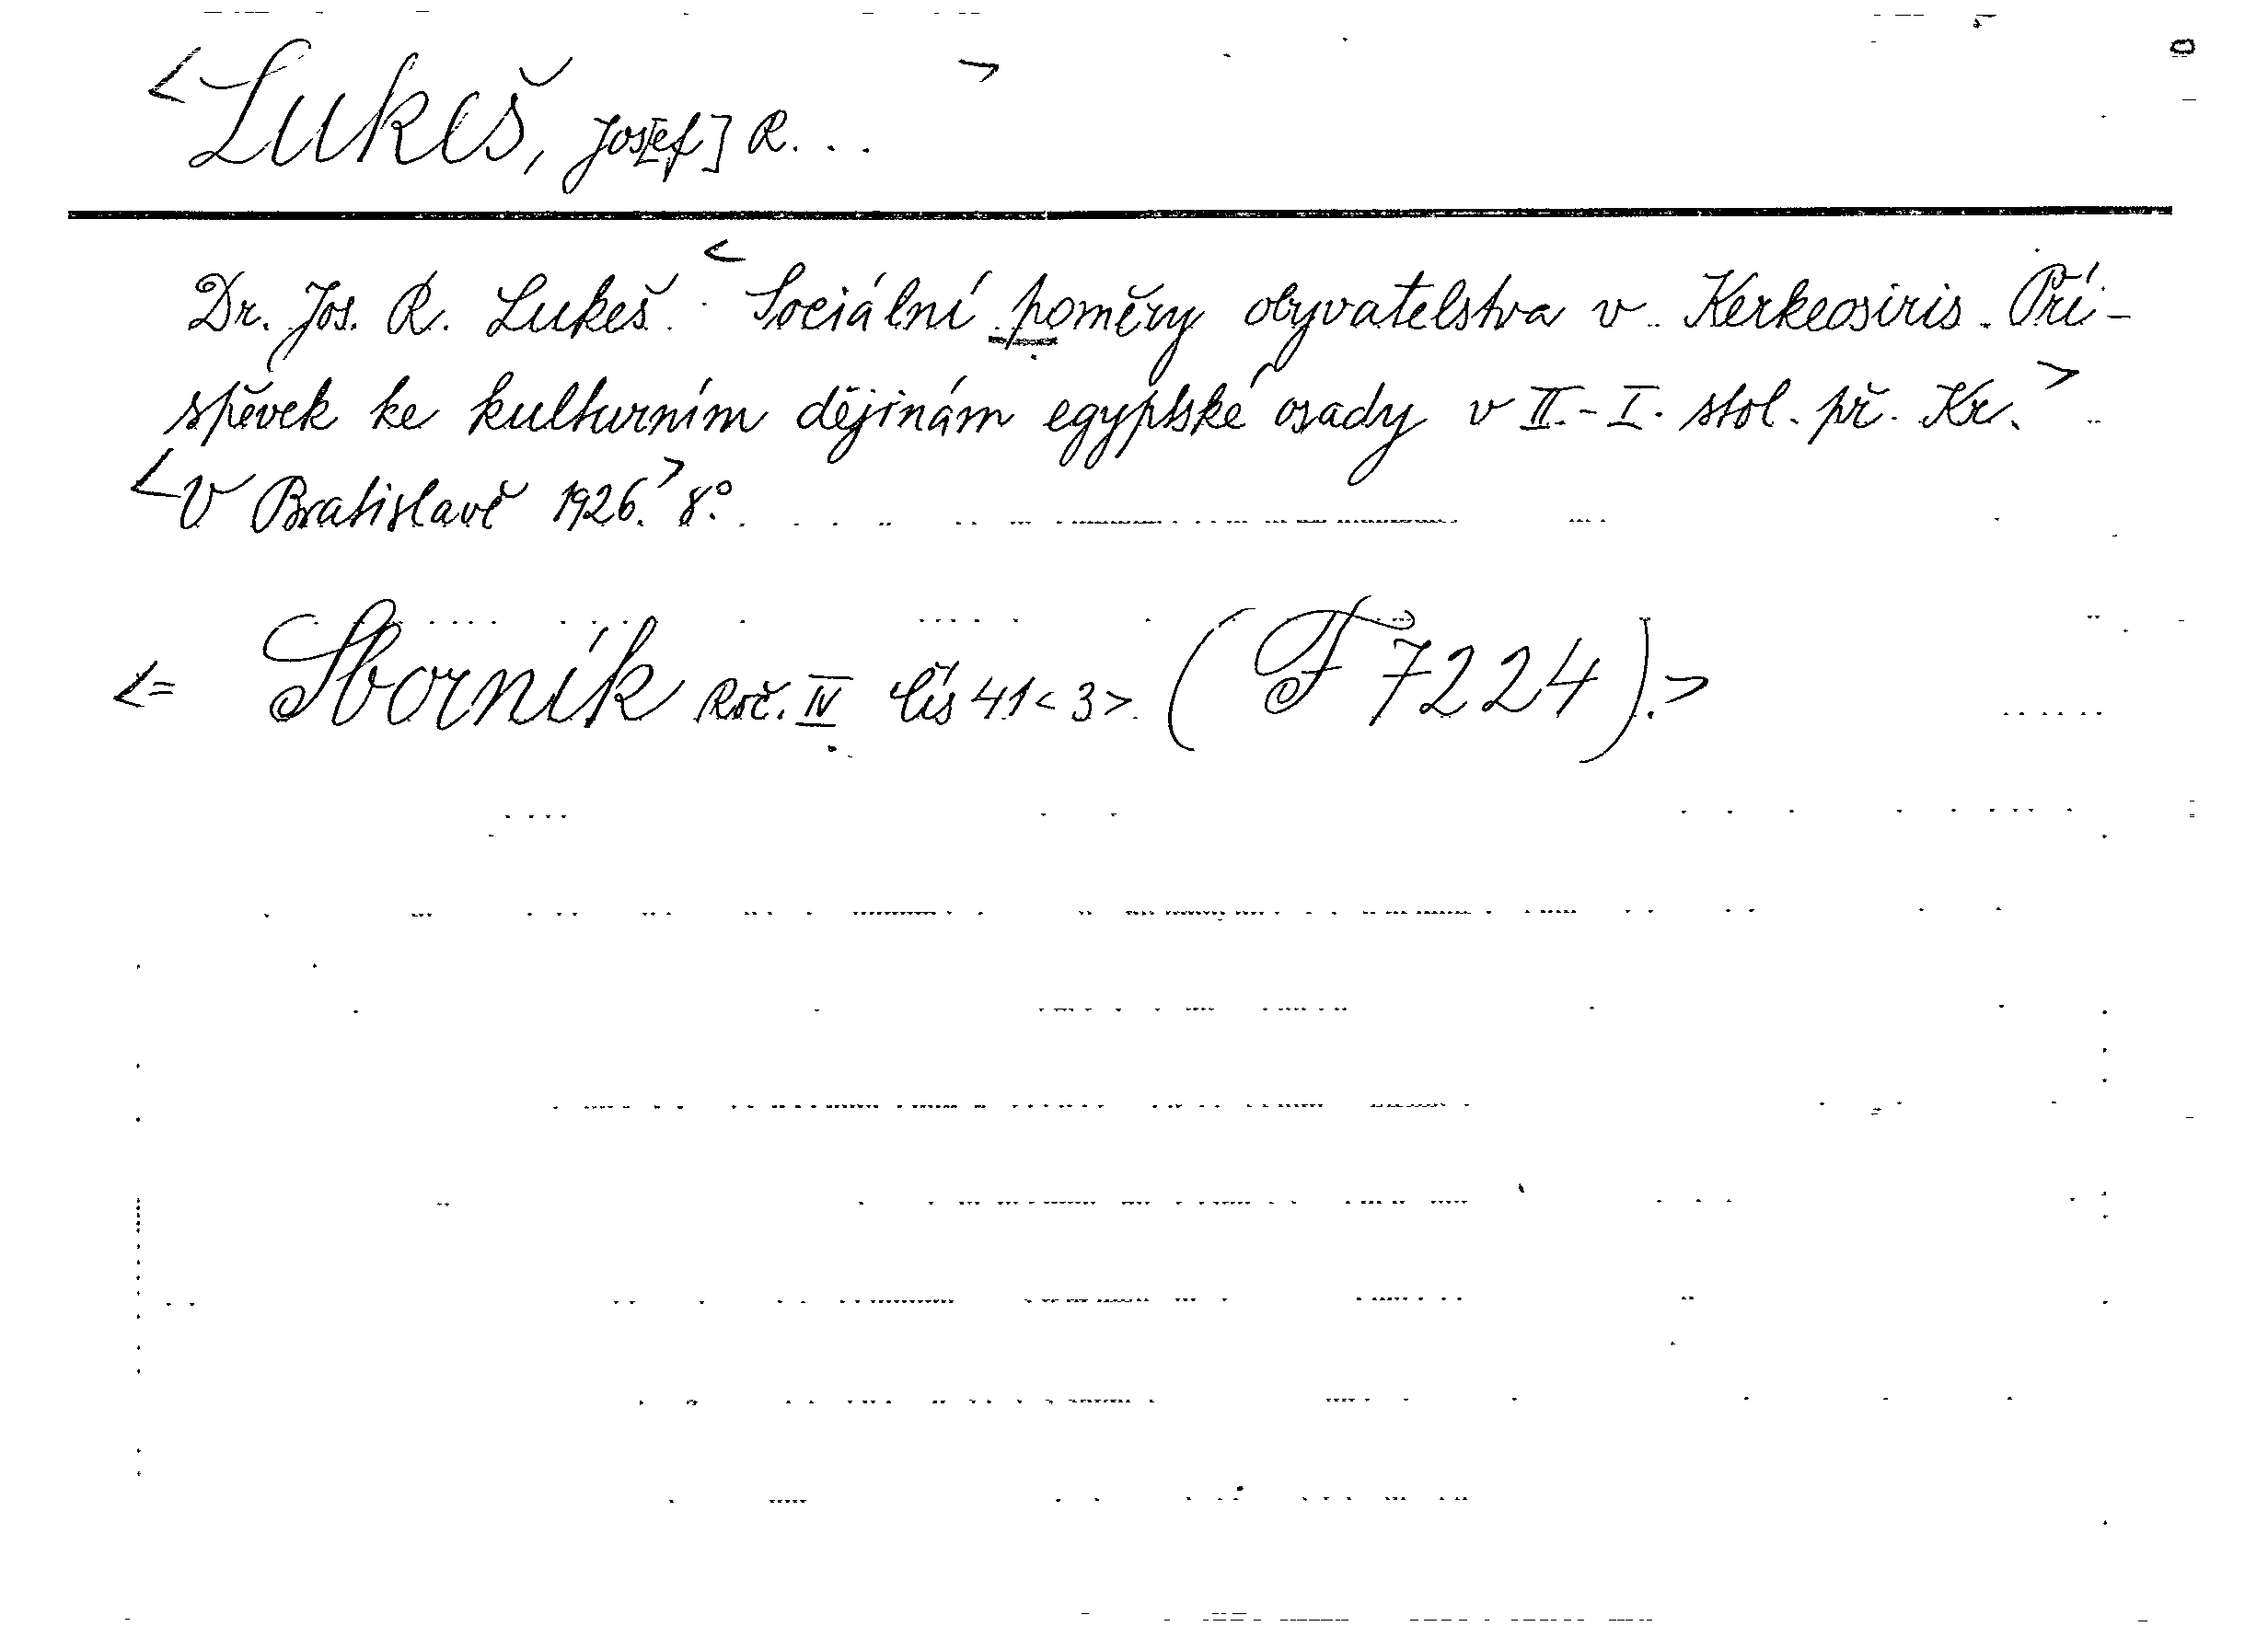 <Lukeš, Jos[ef] R... >
Dr. Jos. R. Lukeš. <Sociální poměry obyvatelstva v Kerkeosiris. Pří-
spěvek ke kulturním dějinám egyptské osady v II.-I. stol. př. Kr.>
<V Bratislavě 1926.> 8°.
<= Sborník Roč. IV čís 41<3>. (F 7224).>